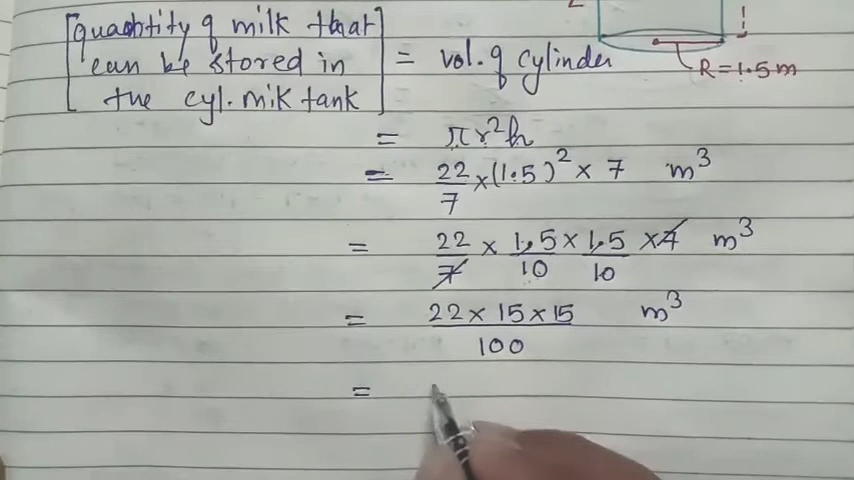 R = 1.5 m
[quantity of milk that can be stored in the cyl. milk tank] = vol. of cylinder
= πr²h
= 22/7 × (1.5)² × 7 m³
= 22/7 × 1.5/10 × 1.5/10 × 7 m³
= 22 × 15 × 15 / 100 m³
=